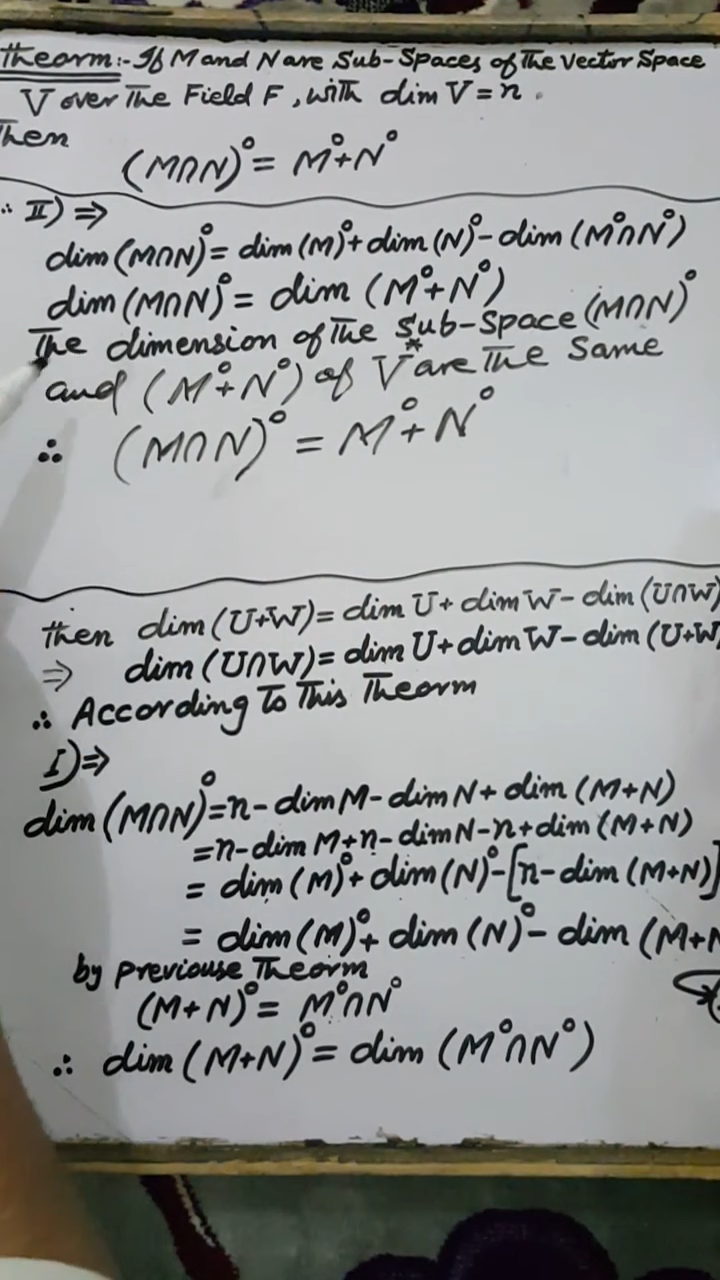 Theorm:- If M and N are Sub-Spaces of The Vector Space
V over The Field F, with dim V = n.
Then
(M∩N)° = M°+N°
∴ II) ⇒
dim (M∩N)° = dim (M)° + dim (N)° - dim (M°∩N°)
dim (M∩N)° = dim (M°+N°)
The dimension of The Sub-Space (M∩N)°
and (M°+N°) of V* are The Same
∴ (M∩N)° = M°+N°
then dim (U+W) = dim U + dim W - dim (U∩W)
⇒ dim (U∩W) = dim U + dim W - dim (U+W
∴ According To This Theorm
I) ⇒
dim (M∩N)° = n - dim M - dim N + dim (M+N)
= n - dim M + n - dim N - n + dim (M+N)
= dim (M)° + dim (N)° - [n - dim (M+N)]
= dim (M)° + dim (N)° - dim (M+N
by previouse Theorm
(M+N)° = M°∩N°
∴ dim (M+N)° = dim (M°∩N°)